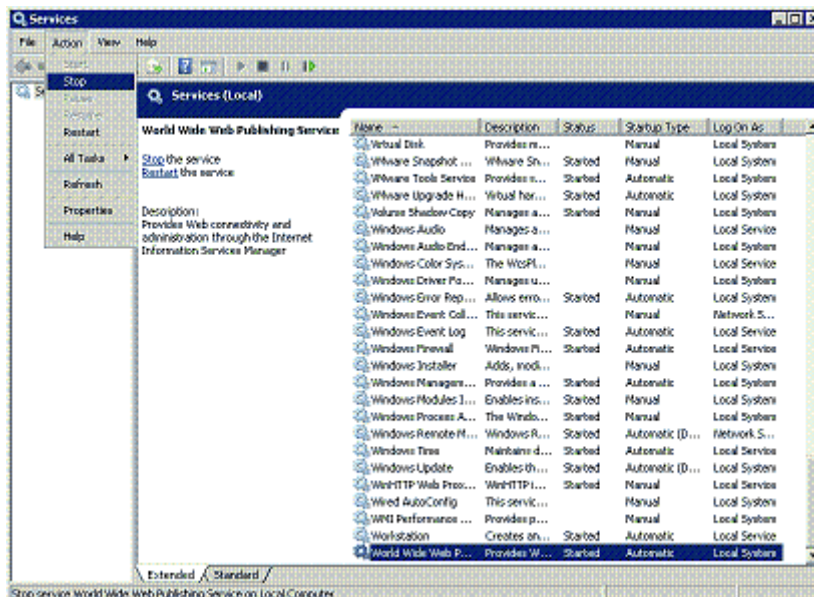 Services
File Action View Help
Start
Stop
Pause
Resume
Restart
All Tasks
Refresh
Properties
Help
Services (Local)
World Wide Web Publishing Service
Stop the service
Restart the service
Description:
Provides Web connectivity and
administration through the Internet
Information Services Manager
Name Description Status Startup Type Log On As
Virtual Disk Provides m... Manual Local System
VMware Snapshot ... VMware Sn... Started Manual Local System
VMware Tools Service Provides s... Started Automatic Local System
VMware Upgrade H... Virtual har... Started Automatic Local System
Volume Shadow Copy Manages a... Started Manual Local System
Windows Audio Manages a... Manual Local Service
Windows Audio End... Manages a... Manual Local System
Windows Color Sys... The WcsPl... Manual Local Service
Windows Driver Fo... Manages u... Manual Local System
Windows Error Rep... Allows erro... Started Automatic Local System
Windows Event Col... This servic... Manual Network S...
Windows Event Log This servic... Started Automatic Local Service
Windows Firewall Windows Fi... Started Automatic Local Service
Windows Installer Adds, modi... Manual Local System
Windows Managem... Provides a ... Started Automatic Local System
Windows Modules I... Enables ins... Started Manual Local System
Windows Process A... The Windo... Started Manual Local System
Windows Remote M... Windows R... Started Automatic (D... Network S...
Windows Time Maintains d... Started Automatic Local Service
Windows Update Enables th... Started Automatic (D... Local System
WinHTTP Web Prox... WinHTTP i... Started Manual Local Service
Wired AutoConfig This servic... Manual Local System
WMI Performance ... Provides p... Manual Local System
Workstation Creates an... Started Automatic Local Service
World Wide Web P... Provides W... Started Automatic Local System
Extended Standard
Stop service World Wide Web Publishing Service on Local Computer